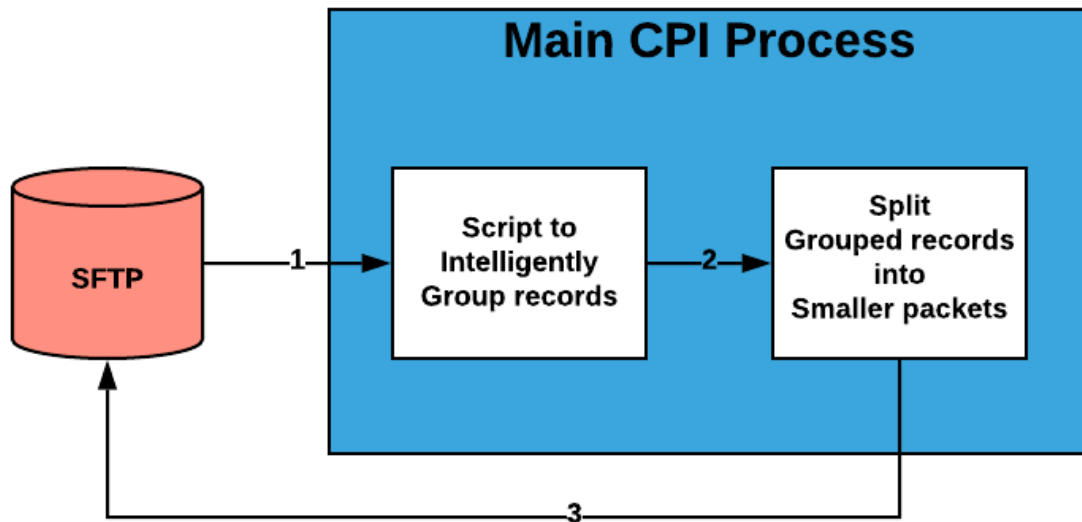 Main CPI Process
SFTP
1
Script to
Intelligently
Group records
2
Split
Grouped records
into
Smaller packets
3